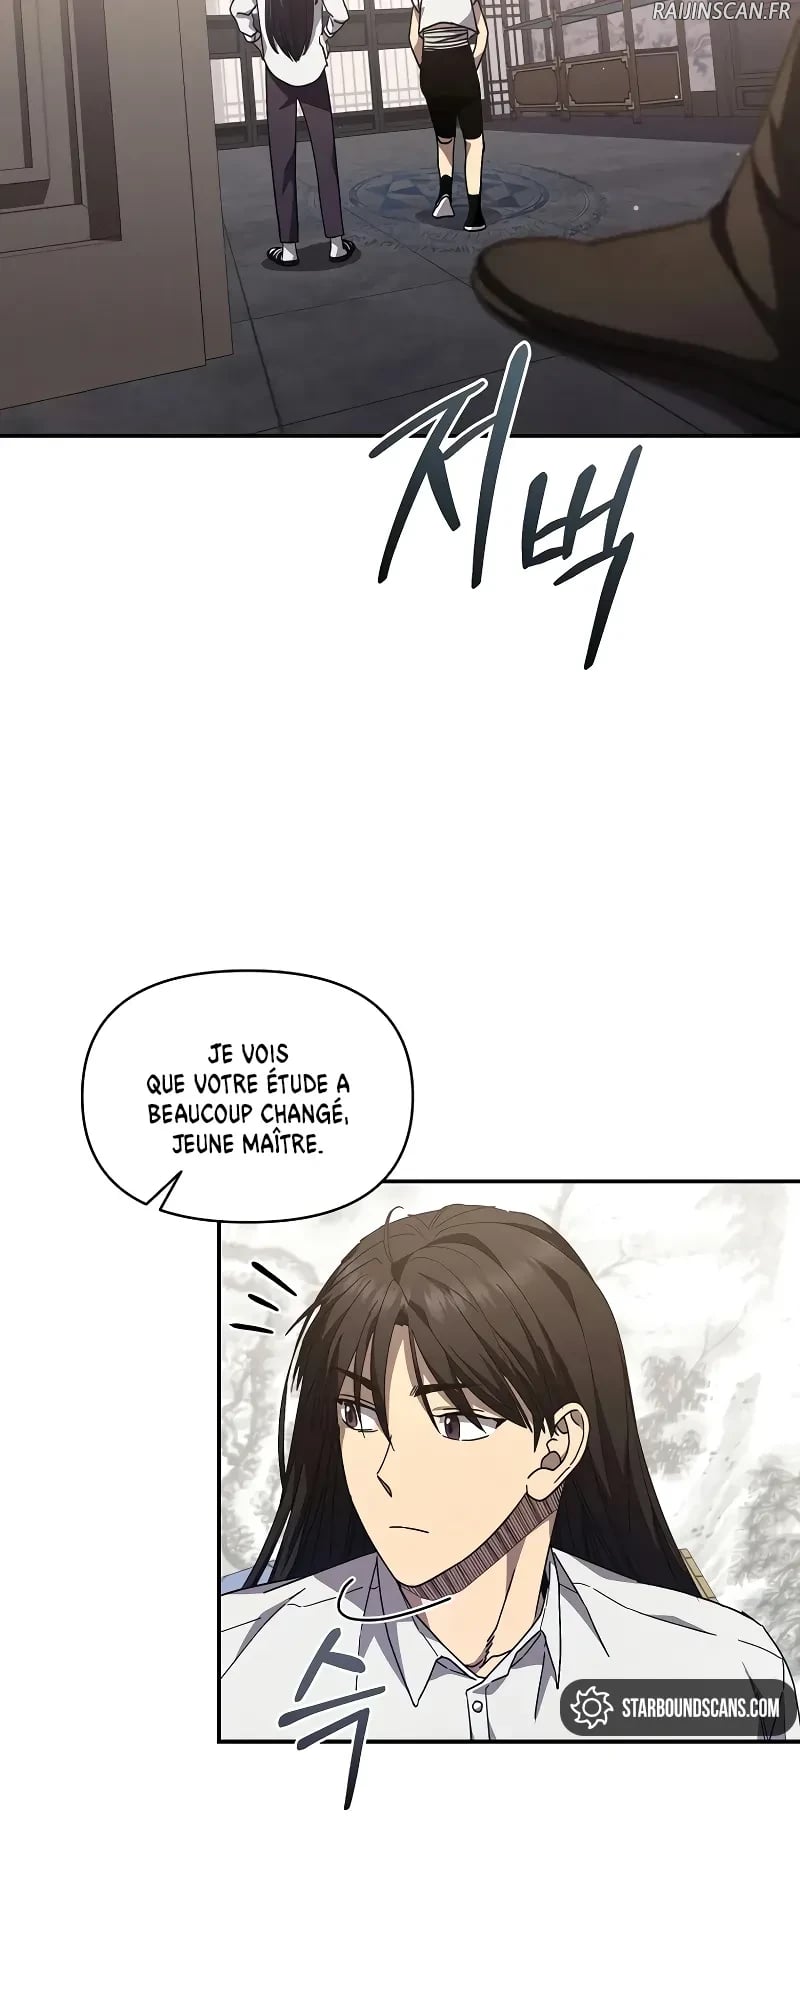 RAIJINSCAN.FR
저벅
JE VOIS
QUE VOTRE ÉTUDE A
BEAUCOUP CHANGÉ,
JEUNE MAÎTRE.
슥
STARBOUNDSCANS.COM